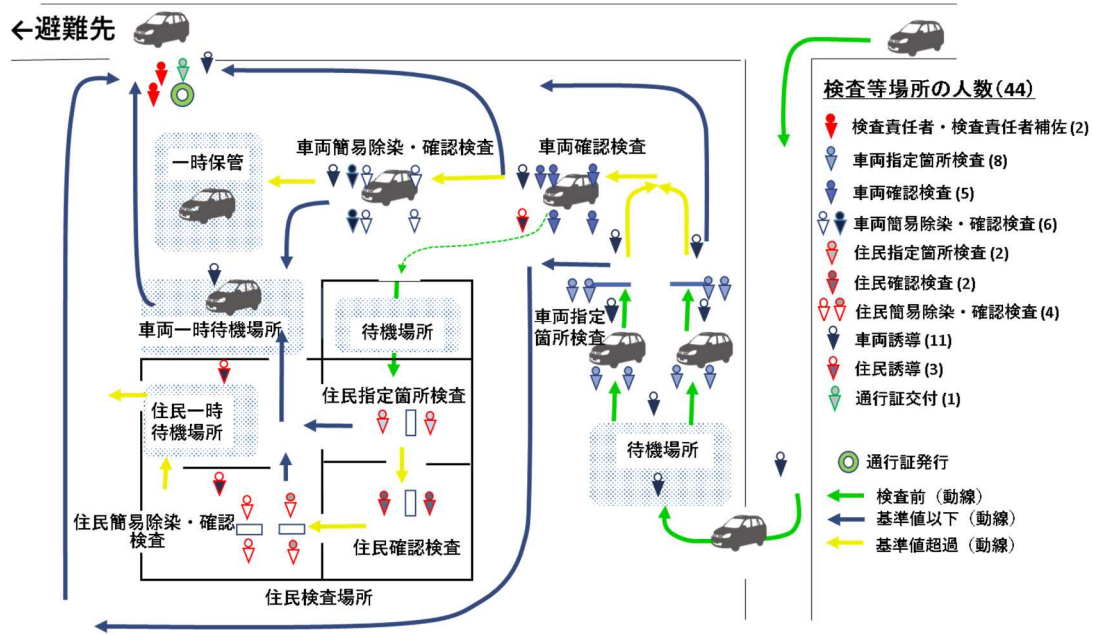 ←避難先
一時保管
車両簡易除染・確認検査
車両確認検査
車両一時待機場所
待機場所
車両指定
箇所検査
住民指定箇所検査
住民一時
待機場所
待機場所
住民簡易除染・確認
検査
住民確認検査
住民検査場所
検査等場所の人数(44)
検査責任者・検査責任者補佐(2)
車両指定箇所検査(8)
車両確認検査(5)
車両簡易除染・確認検査(6)
住民指定箇所検査(2)
住民確認検査(2)
住民簡易除染・確認検査(4)
車両誘導(11)
住民誘導(3)
通行証交付(1)
通行証発行
検査前（動線）
基準値以下（動線）
基準値超過（動線）